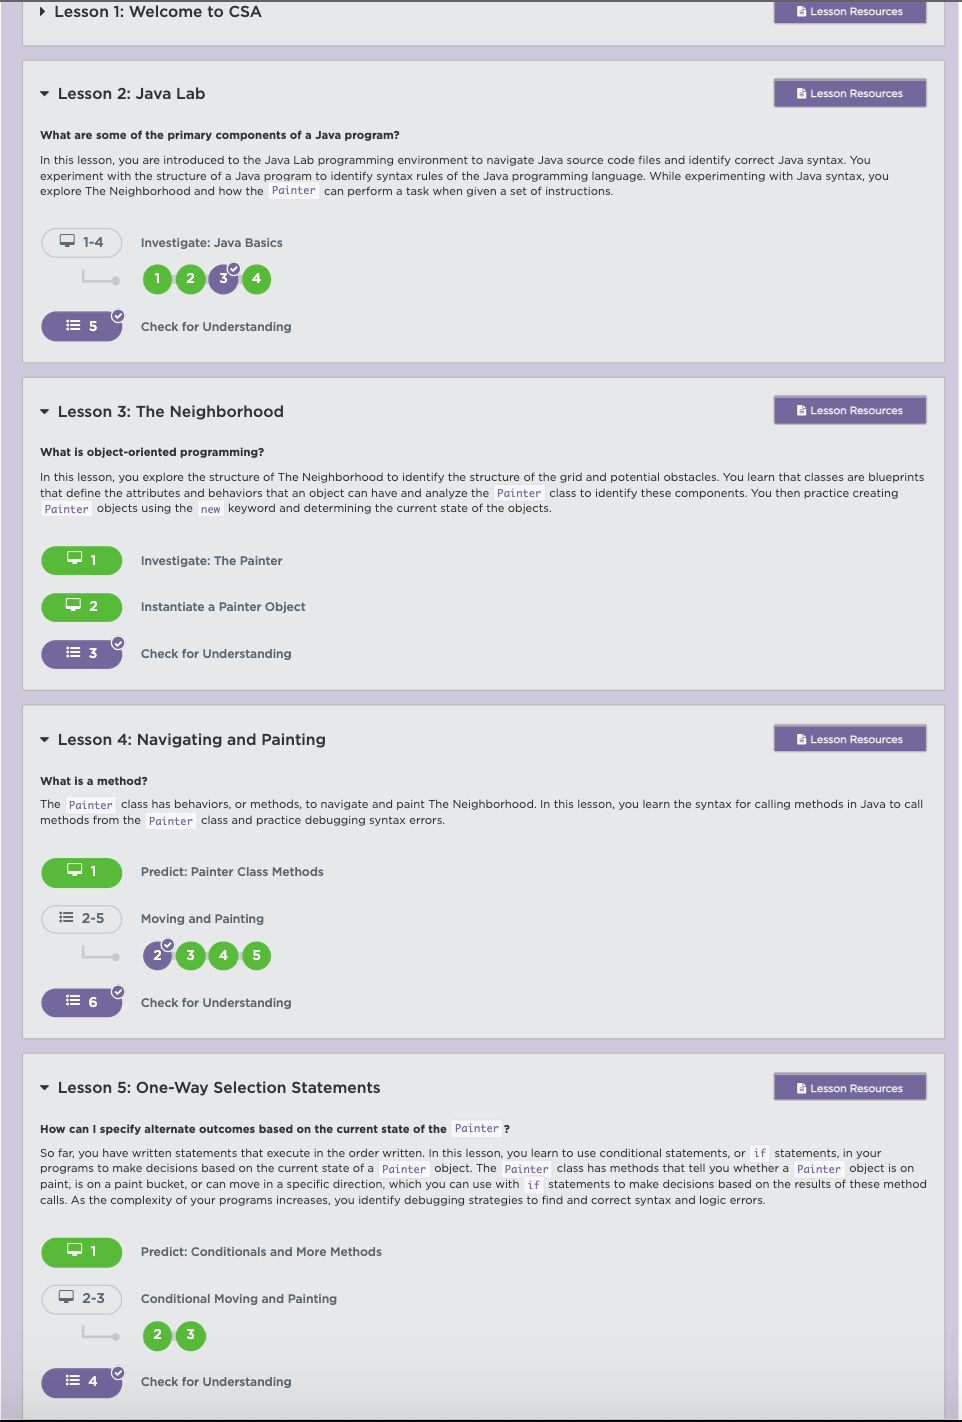 Lesson 1: Welcome to CSA
Lesson Resources
Lesson 2: Java Lab
Lesson Resources
What are some of the primary components of a Java program?
In this lesson, you are introduced to the Java Lab programming environment to navigate Java source code files and identify correct Java syntax. You
experiment with the structure of a Java program to identify syntax rules of the Java programming language. While experimenting with Java syntax, you
explore The Neighborhood and how the Painter can perform a task when given a set of instructions.
1-4 Investigate: Java Basics
1 2 3 4
5 Check for Understanding
Lesson 3: The Neighborhood
Lesson Resources
What is object-oriented programming?
In this lesson, you explore the structure of The Neighborhood to identify the structure of the grid and potential obstacles. You learn that classes are blueprints
that define the attributes and behaviors that an object can have and analyze the Painter class to identify these components. You then practice creating
Painter objects using the new keyword and determining the current state of the objects.
1 Investigate: The Painter
2 Instantiate a Painter Object
3 Check for Understanding
Lesson 4: Navigating and Painting
Lesson Resources
What is a method?
The Painter class has behaviors, or methods, to navigate and paint The Neighborhood. In this lesson, you learn the syntax for calling methods in Java to call
methods from the Painter class and practice debugging syntax errors.
1 Predict: Painter Class Methods
2-5 Moving and Painting
2 3 4 5
6 Check for Understanding
Lesson 5: One-Way Selection Statements
Lesson Resources
How can I specify alternate outcomes based on the current state of the Painter ?
So far, you have written statements that execute in the order written. In this lesson, you learn to use conditional statements, or if statements, in your
programs to make decisions based on the current state of a Painter object. The Painter class has methods that tell you whether a Painter object is on
paint, is on a paint bucket, or can move in a specific direction, which you can use with if statements to make decisions based on the results of these method
calls. As the complexity of your programs increases, you identify debugging strategies to find and correct syntax and logic errors.
1 Predict: Conditionals and More Methods
2-3 Conditional Moving and Painting
2 3
4 Check for Understanding